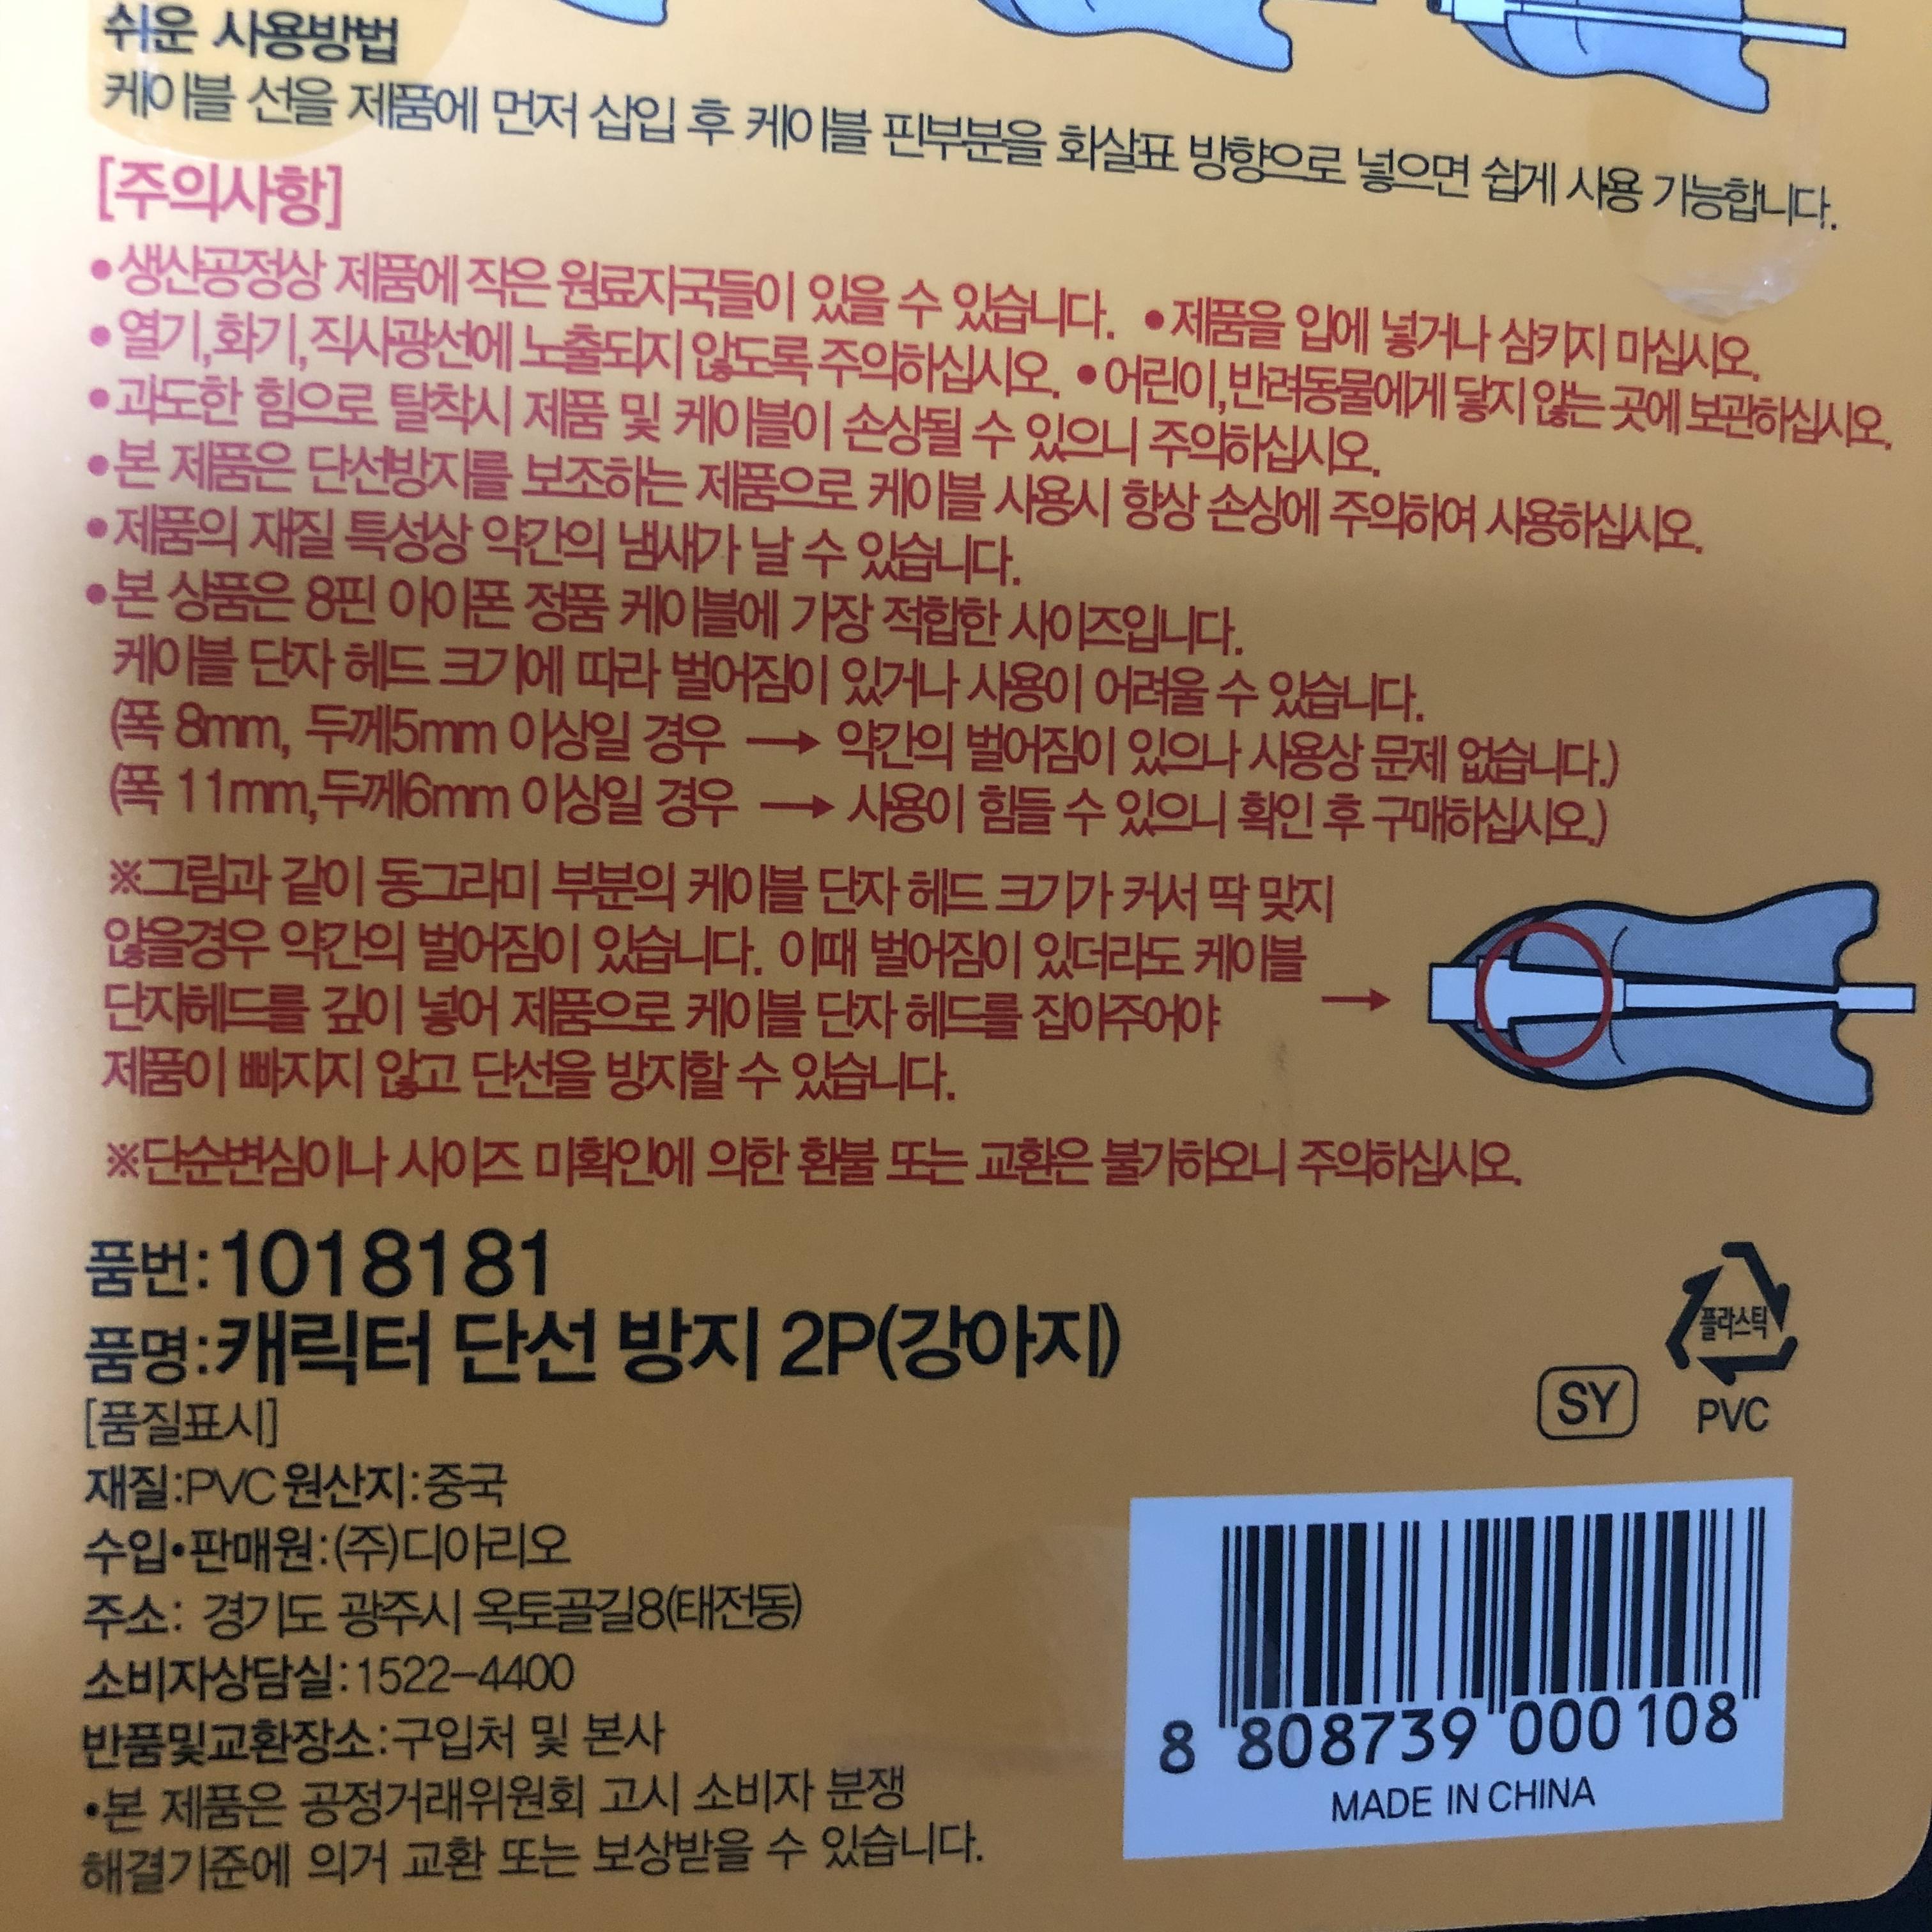 쉬운 사용방법
케이블 선을 제품에 먼저 삽입 후 케이블 핀부분을 화살표 방향으로 넣으면 쉽게 사용 가능합니다.
[주의사항]
•생산공정상 제품에 작은 원료자국들이 있을 수 있습니다. •제품을 입에 넣거나 삼키지 마십시오.
•열기,화기,직사광선에 노출되지 않도록 주의하십시오. •어린이,반려동물에게 닿지 않는 곳에 보관하십시오.
•과도한 힘으로 탈착시 제품 및 케이블이 손상될 수 있으니 주의하십시오.
•본 제품은 단선방지를 보조하는 제품으로 케이블 사용시 항상 손상에 주의하여 사용하십시오.
•제품의 재질 특성상 약간의 냄새가 날 수 있습니다.
•본 상품은 8핀 아이폰 정품 케이블에 가장 적합한 사이즈입니다.
케이블 단자 헤드 크기에 따라 벌어짐이 있거나 사용이 어려울 수 있습니다.
(폭 8mm, 두께5mm 이상일 경우 → 약간의 벌어짐이 있으나 사용상 문제 없습니다.)
(폭 11mm,두께6mm 이상일 경우 → 사용이 힘들 수 있으니 확인 후 구매하십시오.)
※그림과 같이 동그라미 부분의 케이블 단자 헤드 크기가 커서 딱 맞지
않을경우 약간의 벌어짐이 있습니다. 이때 벌어짐이 있더라도 케이블
단자헤드를 깊이 넣어 제품으로 케이블 단자 헤드를 집어주어야 →
제품이 빠지지 않고 단선을 방지할 수 있습니다.
※단순변심이나 사이즈 미확인에 의한 환불 또는 교환은 불가하오니 주의하십시오.
품번:1018181
품명:캐릭터 단선 방지 2P(강아지)
플라스틱
PVC
SY
[품질표시]
재질:PVC 원산지:중국
수입•판매원:(주)디아리오
주소: 경기도 광주시 옥토골길8(태전동)
소비자상담실:1522-4400
반품및교환장소:구입처 및 본사
•본 제품은 공정거래위원회 고시 소비자 분쟁
해결기준에 의거 교환 또는 보상받을 수 있습니다.
8 808739 000108
MADE IN CHINA